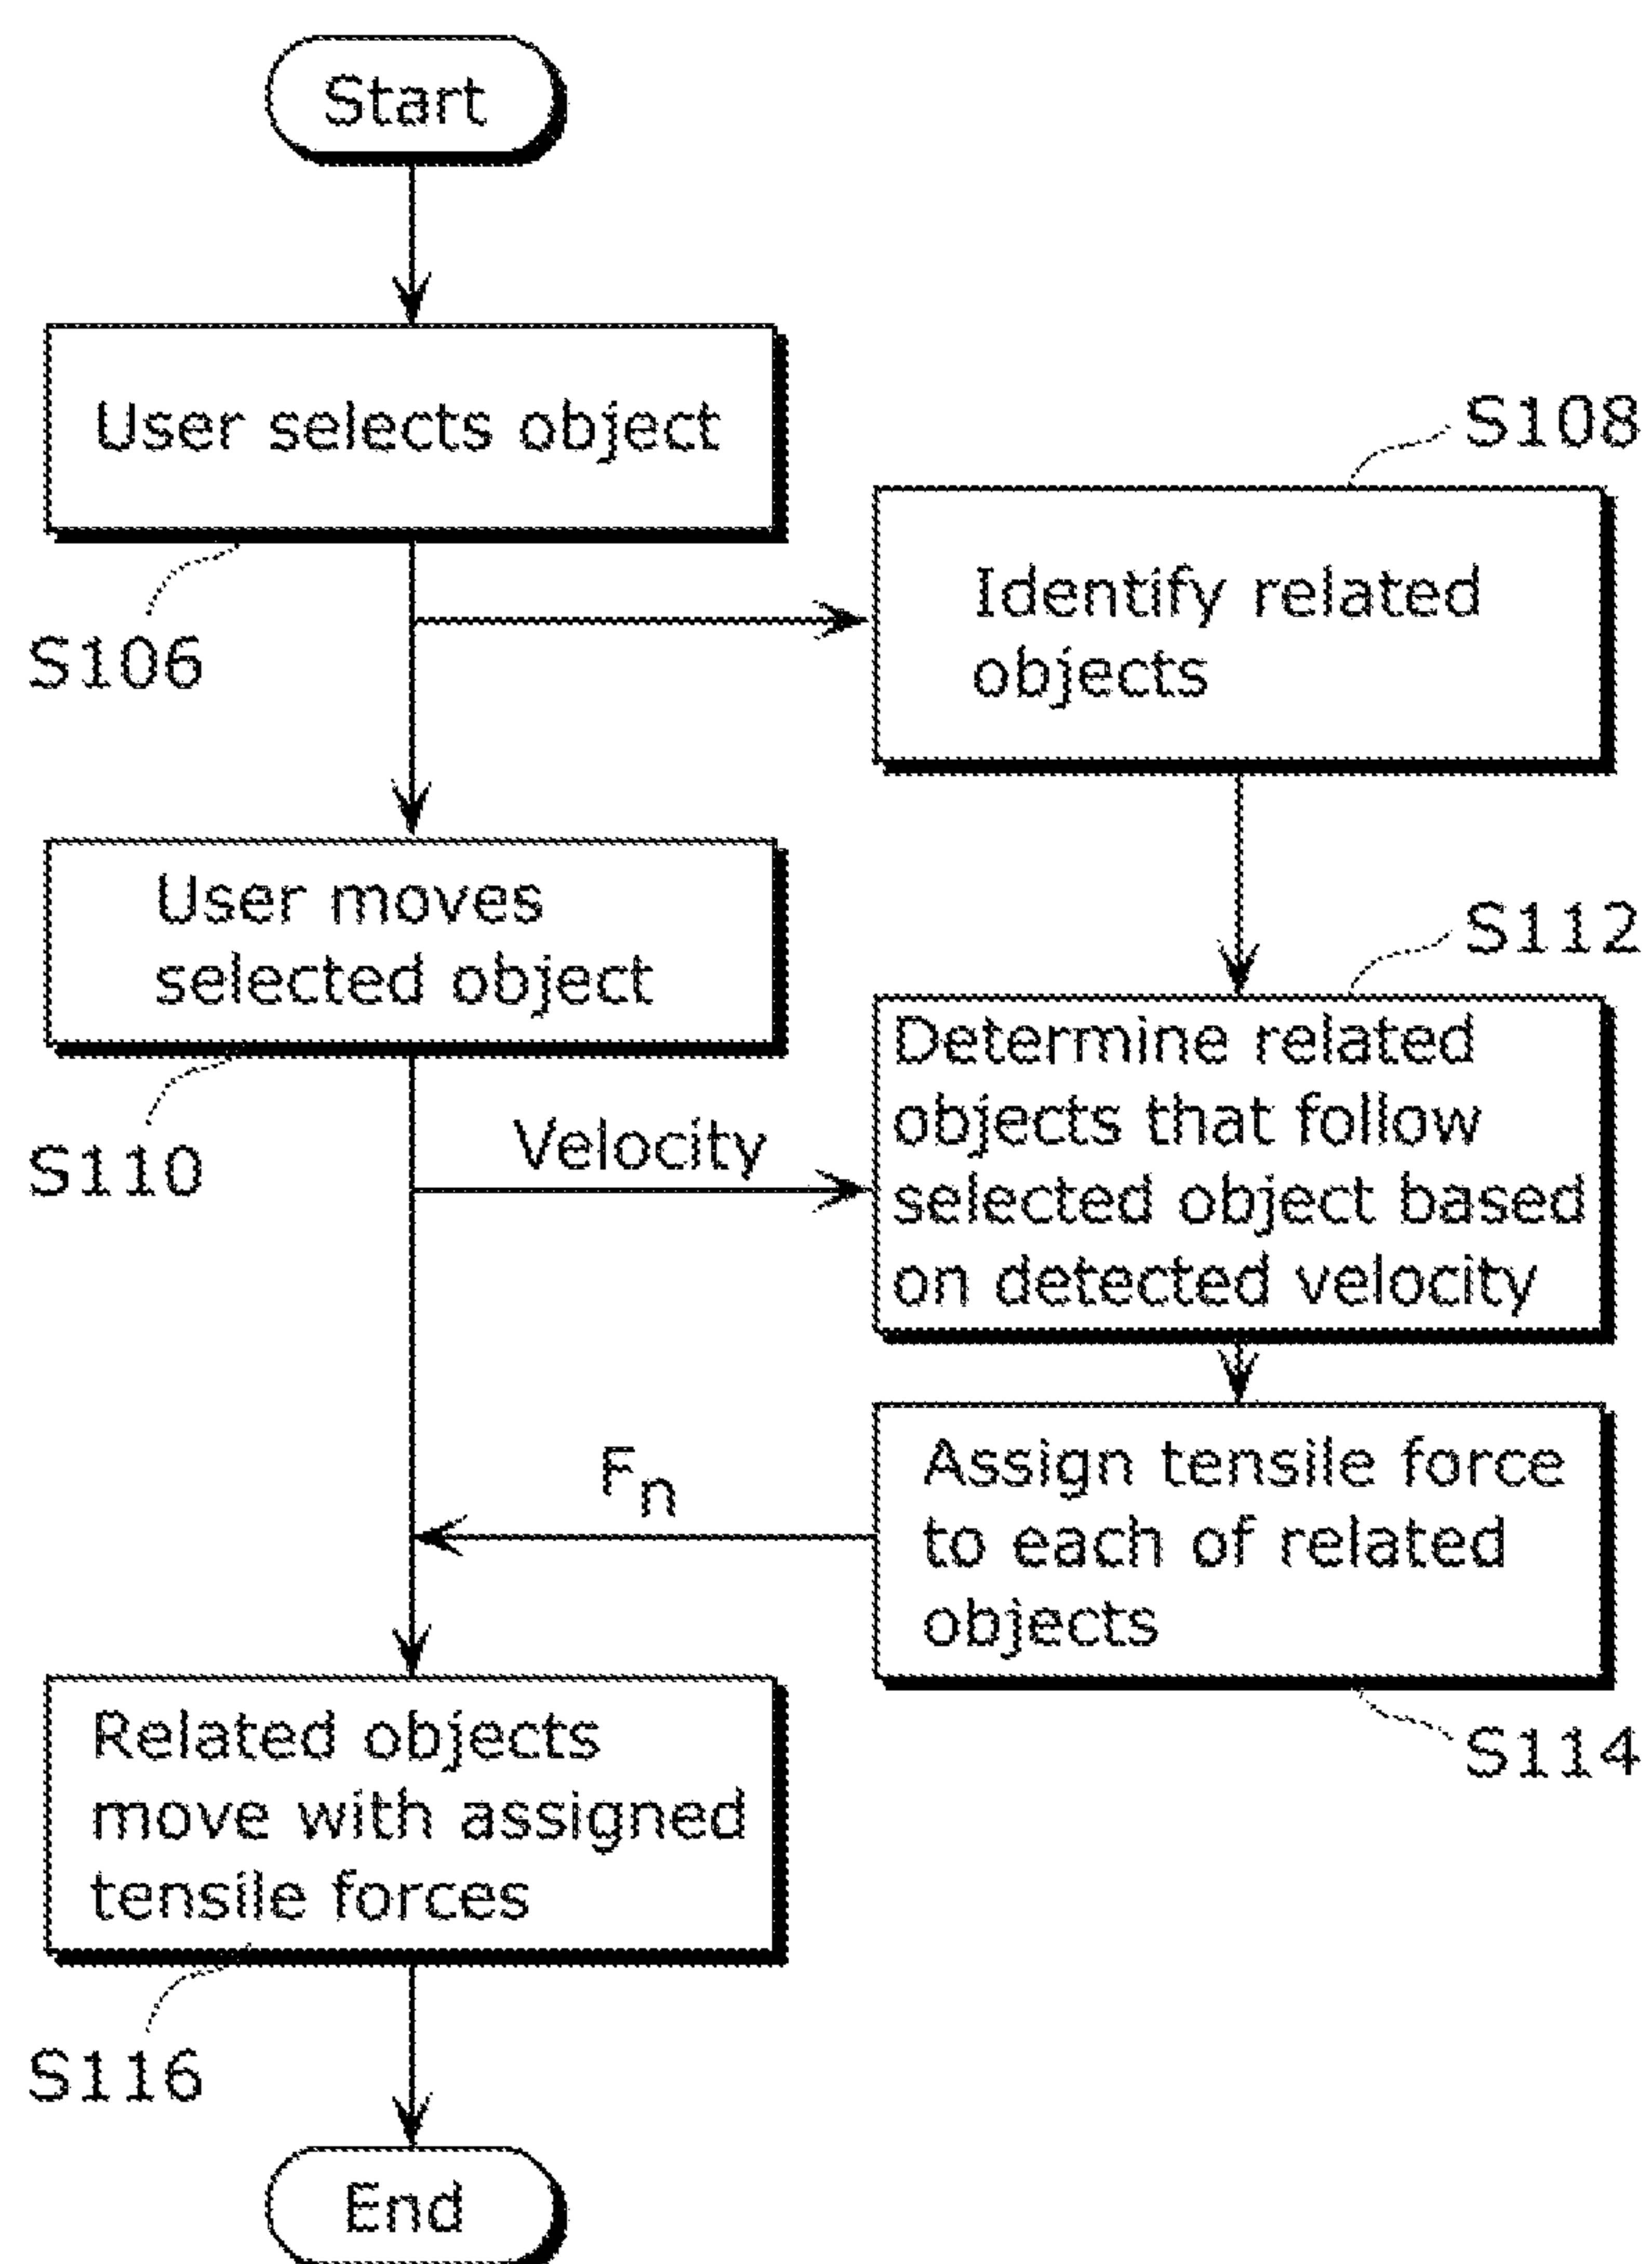 Start
User selects object
S106
S108
Identify related
objects
User moves
selected object
S110
Velocity
S112
Determine related
objects that follow
selected object based
on detected velocity
Fn
Assign tensile force
to each of related
objects
S114
Related objects
move with assigned
tensile forces
S116
End